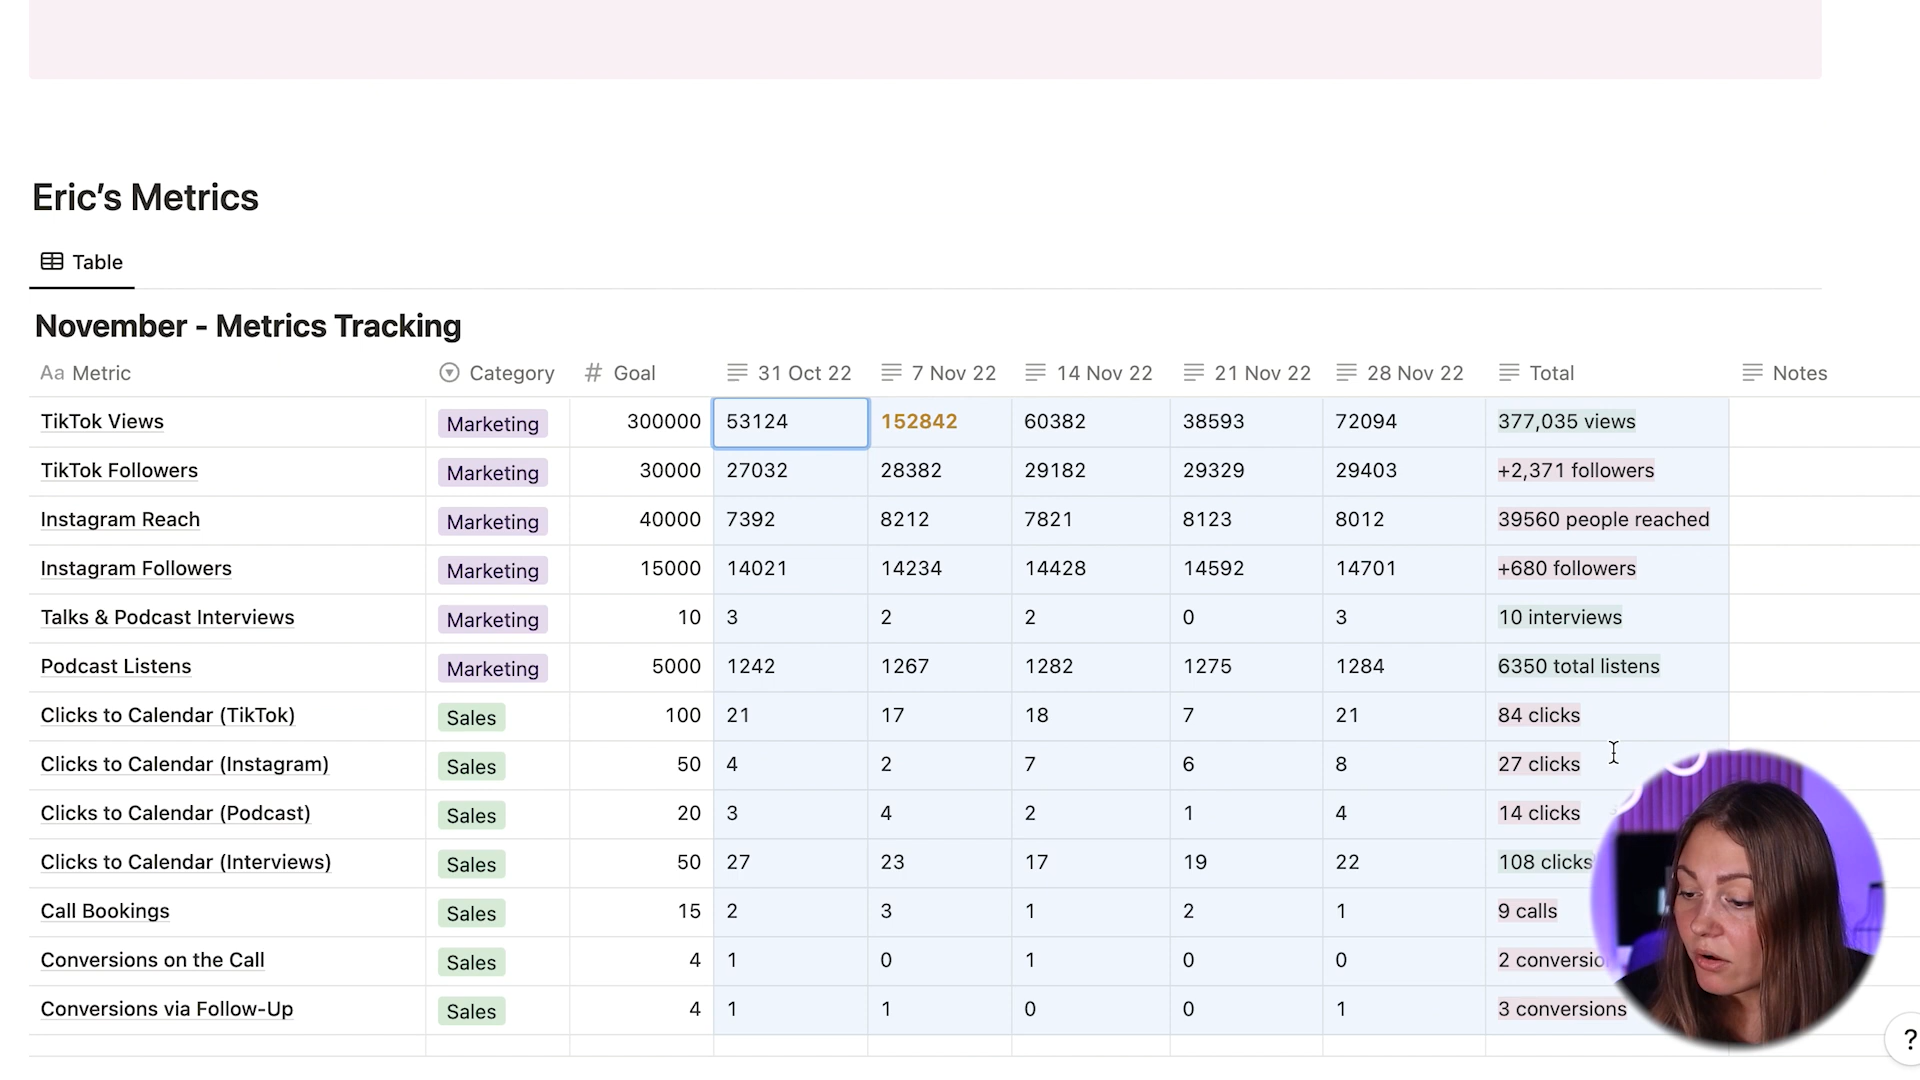 Eric’s Metrics
Table
November - Metrics Tracking
Aa Metric Category # Goal 31 Oct 22 7 Nov 22 14 Nov 22 21 Nov 22 28 Nov 22 Total Notes
TikTok Views Marketing 300000 53124 152842 60382 38593 72094 377,035 views
TikTok Followers Marketing 30000 27032 28382 29182 29329 29403 +2,371 followers
Instagram Reach Marketing 40000 7392 8212 7821 8123 8012 39560 people reached
Instagram Followers Marketing 15000 14021 14234 14428 14592 14701 +680 followers
Talks & Podcast Interviews Marketing 10 3 2 2 0 3 10 interviews
Podcast Listens Marketing 5000 1242 1267 1282 1275 1284 6350 total listens
Clicks to Calendar (TikTok) Sales 100 21 17 18 7 21 84 clicks
Clicks to Calendar (Instagram) Sales 50 4 2 7 6 8 27 clicks
Clicks to Calendar (Podcast) Sales 20 3 4 2 1 4 14 clicks
Clicks to Calendar (Interviews) Sales 50 27 23 17 19 22 108 clicks
Call Bookings Sales 15 2 3 1 2 1 9 calls
Conversions on the Call Sales 4 1 0 1 0 0 2 conversio
Conversions via Follow-Up Sales 4 1 1 0 0 1 3 conversions
?